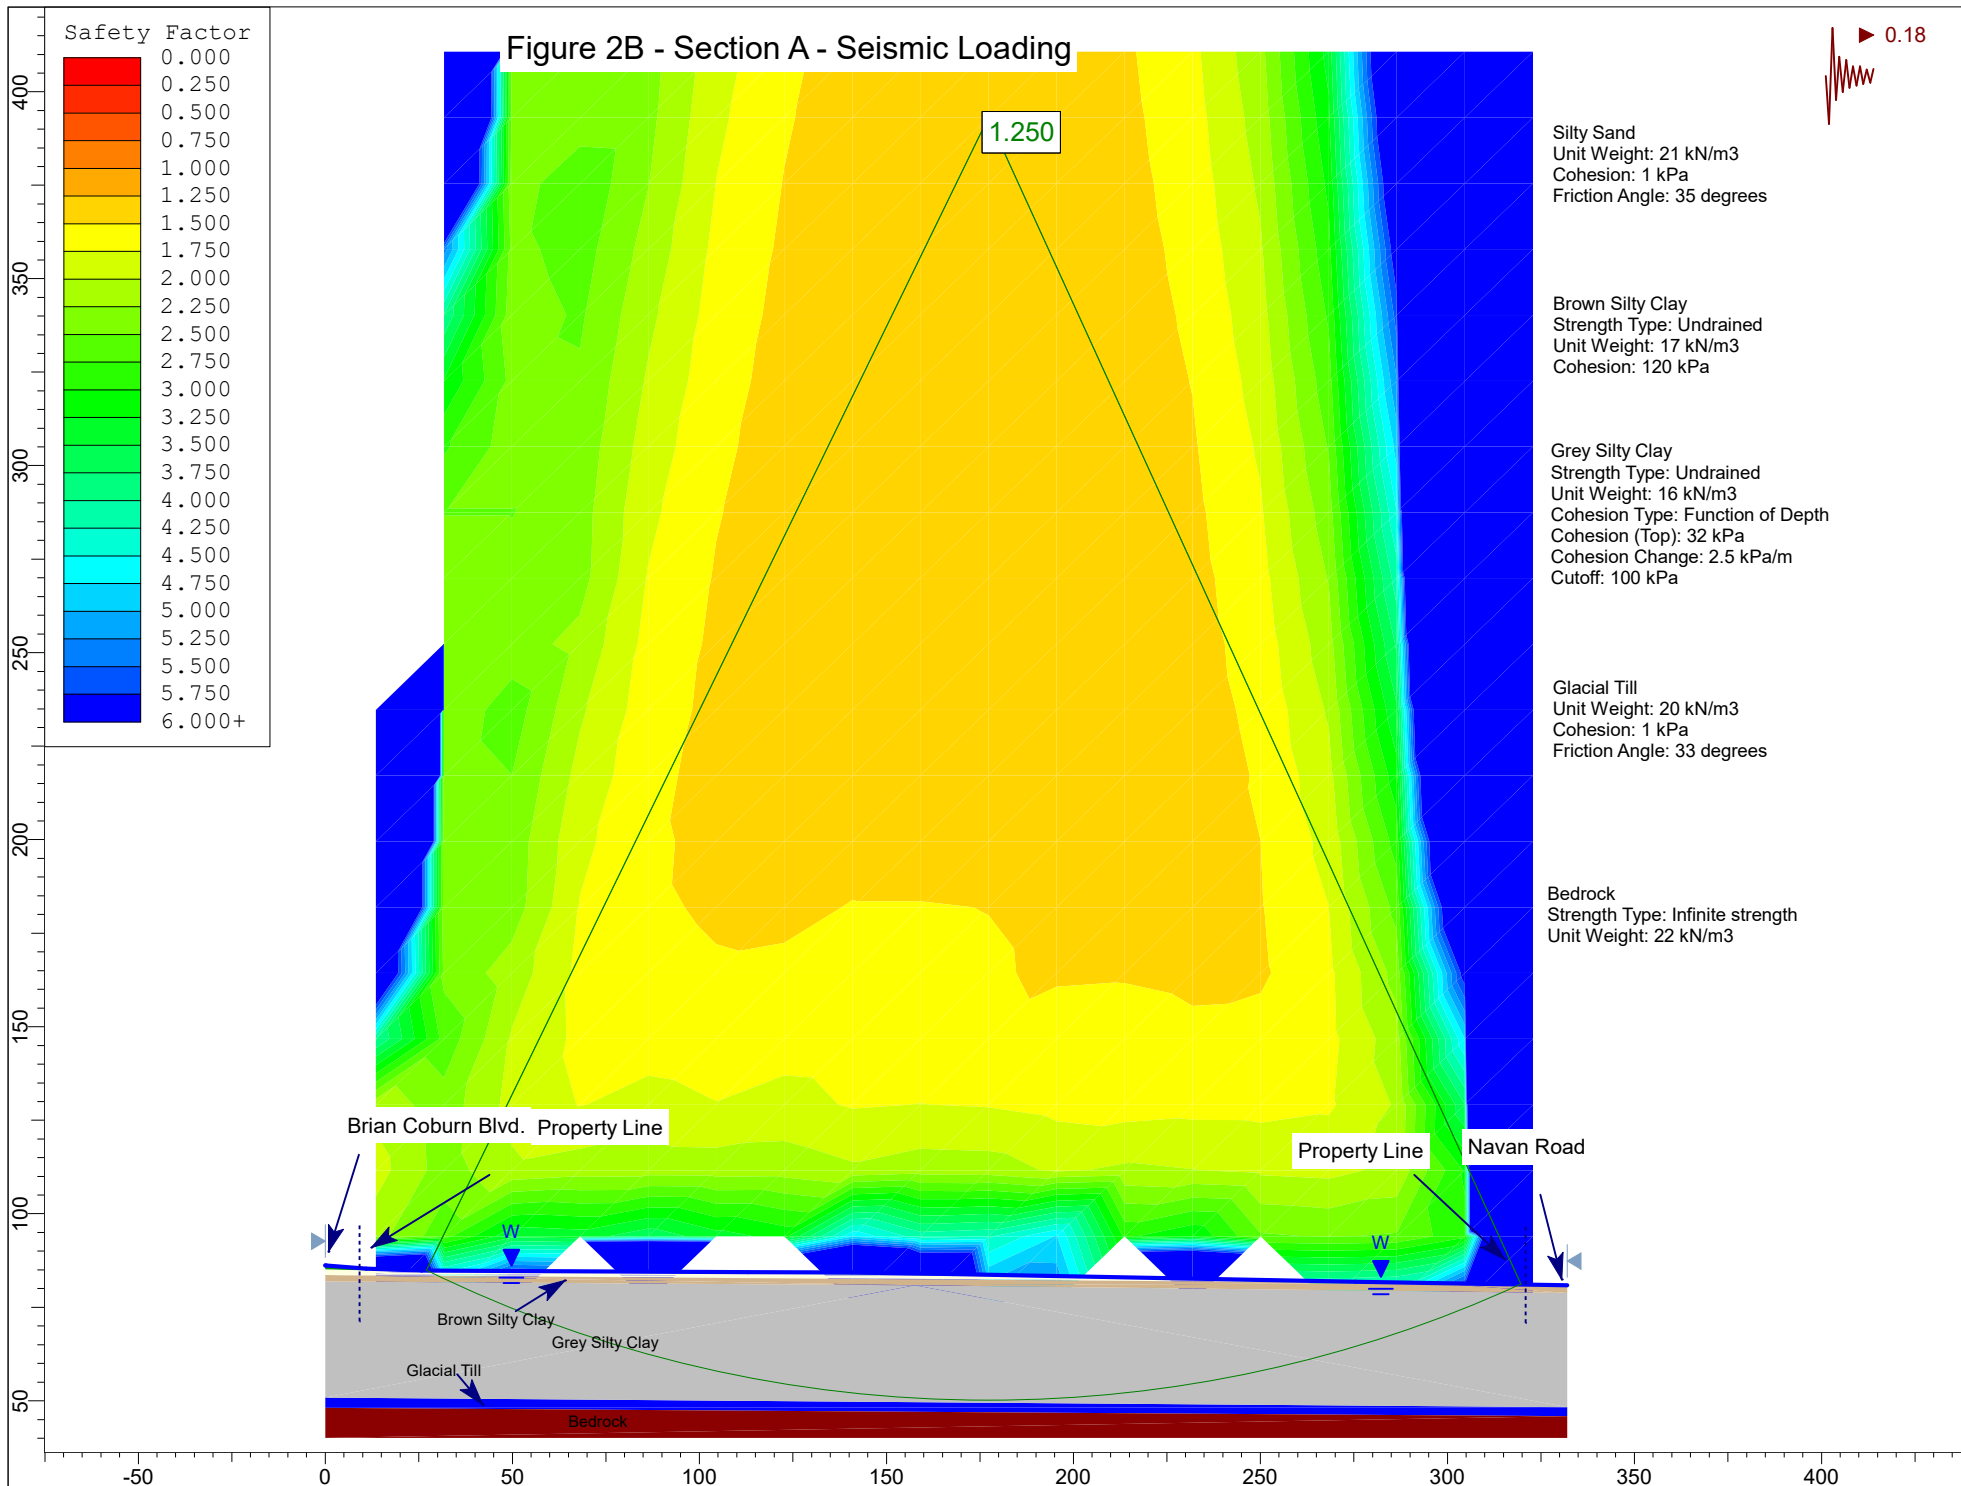 Safety Factor
0.000
0.250
0.500
0.750
1.000
1.250
1.500
1.750
2.000
2.250
2.500
2.750
3.000
3.250
3.500
3.750
4.000
4.250
4.500
4.750
5.000
5.250
5.500
5.750
6.000+
Figure 2B - Section A - Seismic Loading
0.18
1.250
Silty Sand
Unit Weight: 21 kN/m3
Cohesion: 1 kPa
Friction Angle: 35 degrees
Brown Silty Clay
Strength Type: Undrained
Unit Weight: 17 kN/m3
Cohesion: 120 kPa
Grey Silty Clay
Strength Type: Undrained
Unit Weight: 16 kN/m3
Cohesion Type: Function of Depth
Cohesion (Top): 32 kPa
Cohesion Change: 2.5 kPa/m
Cutoff: 100 kPa
Glacial Till
Unit Weight: 20 kN/m3
Cohesion: 1 kPa
Friction Angle: 33 degrees
Bedrock
Strength Type: Infinite strength
Unit Weight: 22 kN/m3
Brian Coburn Blvd.
Property Line
Property Line
Navan Road
W
W
Brown Silty Clay
Grey Silty Clay
Glacial Till
Bedrock
400
350
300
250
200
150
100
50
-50
0
50
100
150
200
250
300
350
400